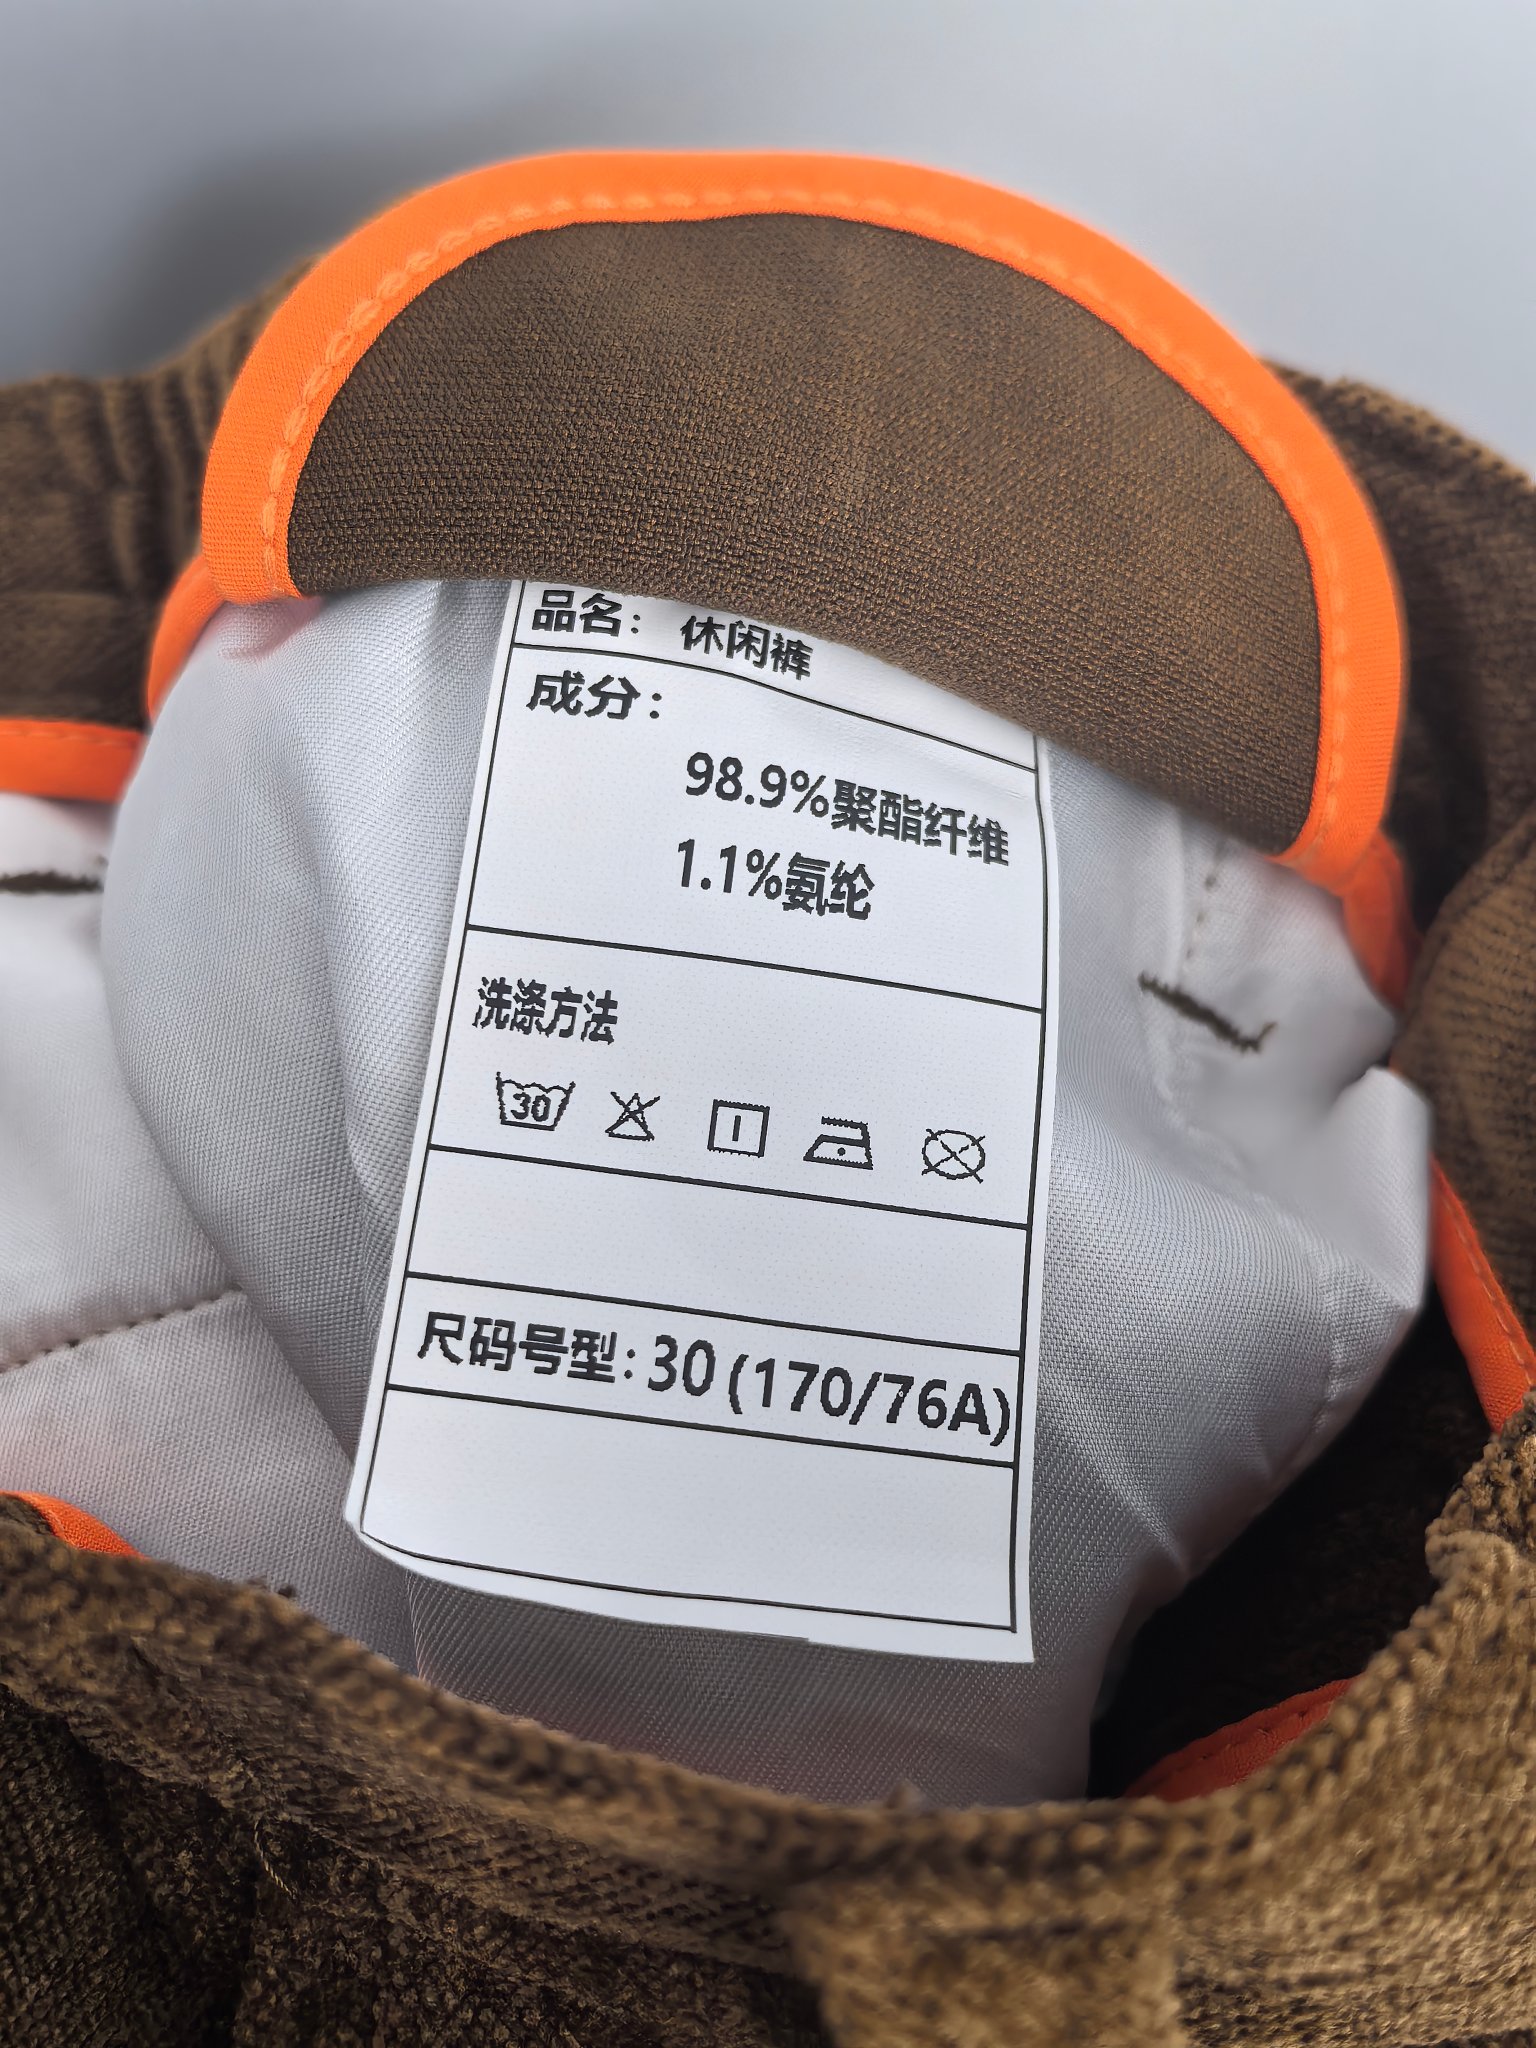 品名： 休闲裤
成分：
98.9%聚酯纤维
1.1%氨纶
洗涤方法
30
尺码号型: 30 (170/76A)